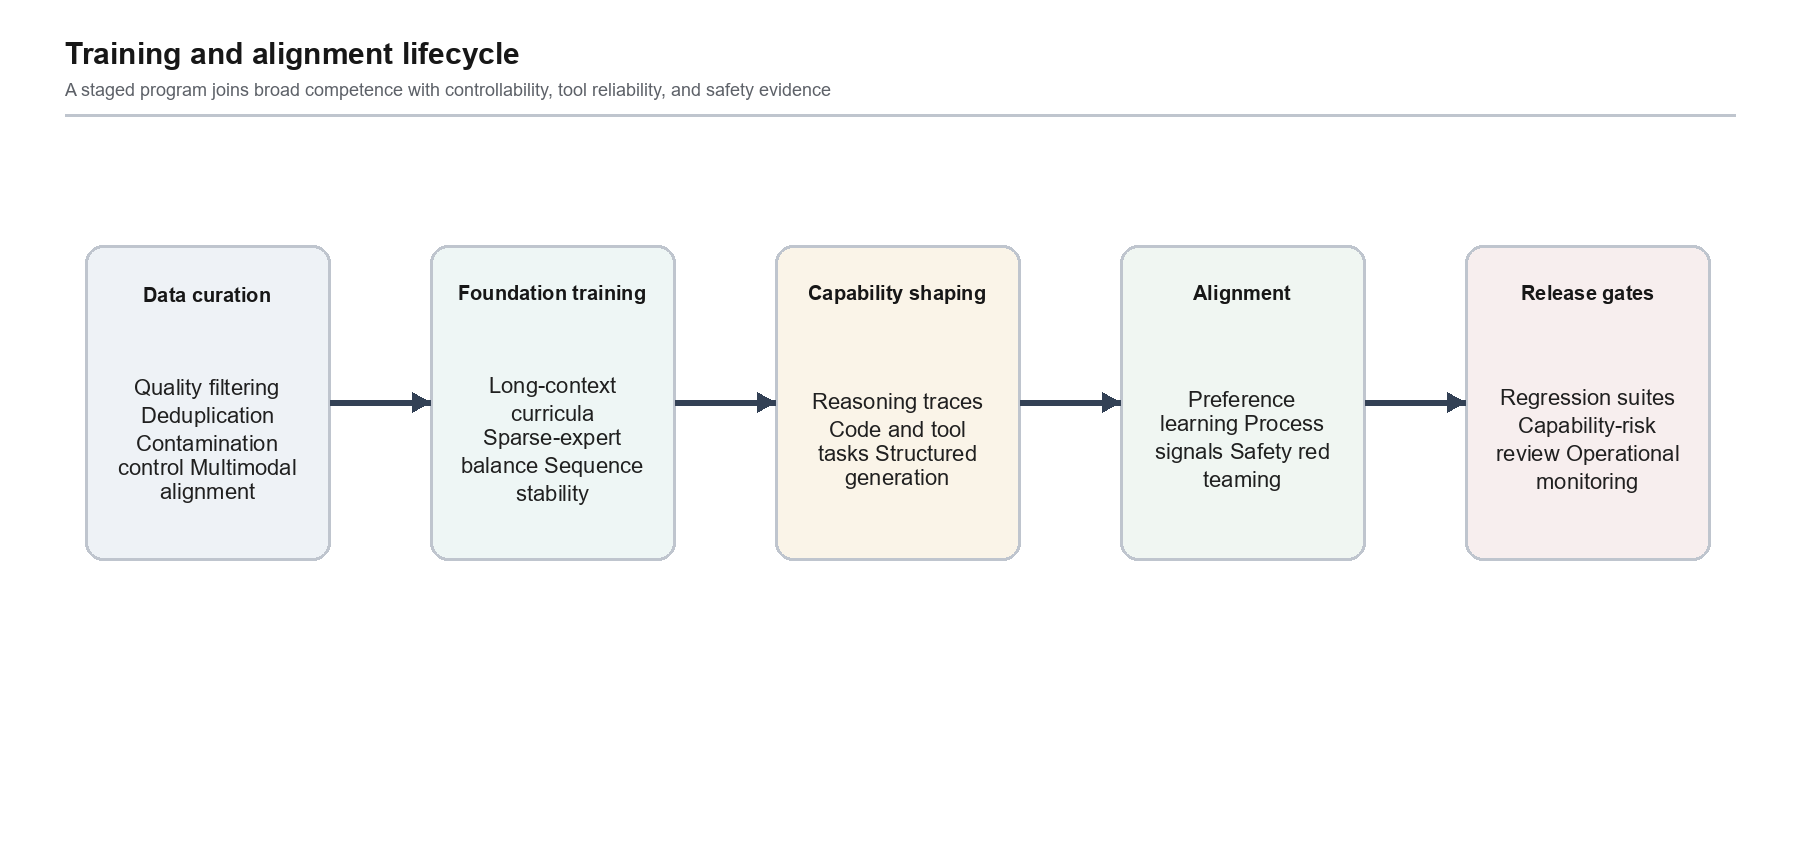 Training and alignment lifecycle
A staged program joins broad competence with controllability, tool reliability, and safety evidence
Data curation
Quality filtering
Deduplication
Contamination
control Multimodal
alignment
Foundation training
Long-context
curricula
Sparse-expert
balance Sequence
stability
Capability shaping
Reasoning traces
Code and tool
tasks Structured
generation
Alignment
Preference
learning Process
signals Safety red
teaming
Release gates
Regression suites
Capability-risk
review Operational
monitoring